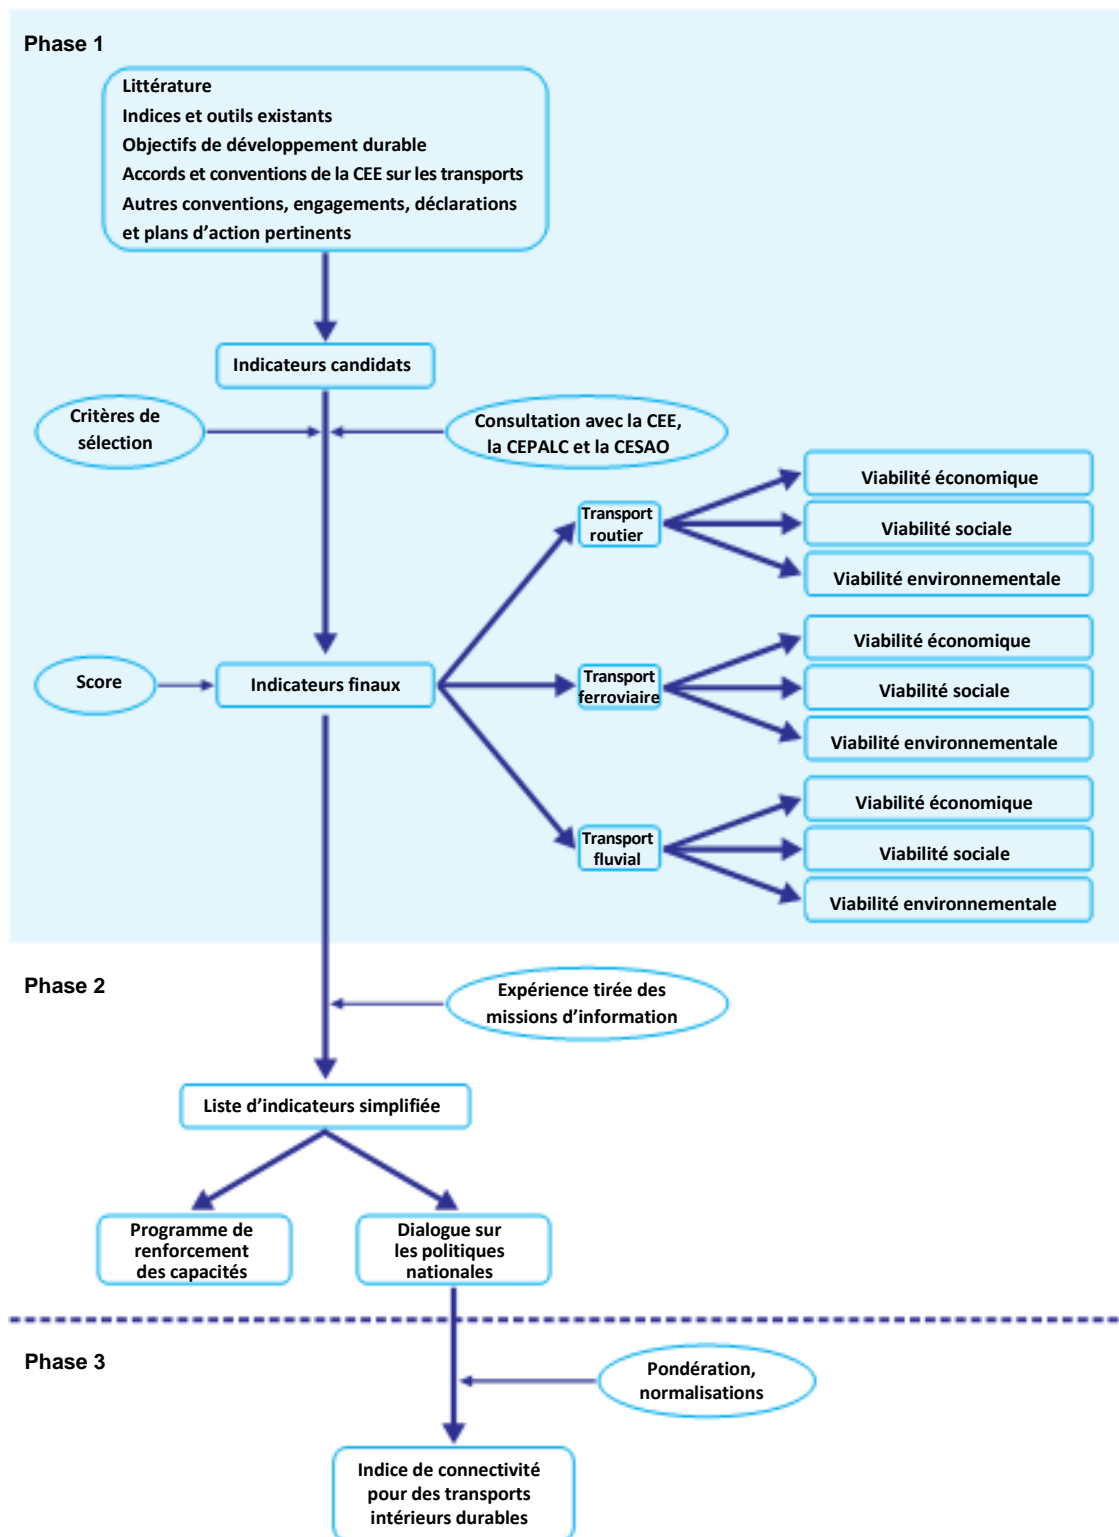 Phase 1
Littérature
Indices et outils existants
Objectifs de développement durable
Accords et conventions de la CEE sur les transports
Autres conventions, engagements, déclarations
et plans d’action pertinents
Indicateurs candidats
Critères de
sélection
Consultation avec la CEE,
la CEPALC et la CESAO
Transport
routier
Viabilité économique
Viabilité sociale
Viabilité environnementale
Score
Indicateurs finaux
Transport
ferroviaire
Viabilité économique
Viabilité sociale
Viabilité environnementale
Transport
fluvial
Viabilité économique
Viabilité sociale
Viabilité environnementale
Phase 2
Expérience tirée des
missions d’information
Liste d’indicateurs simplifiée
Programme de
renforcement
des capacités
Dialogue sur
les politiques
nationales
Phase 3
Pondération,
normalisations
Indice de connectivité
pour des transports
intérieurs durables